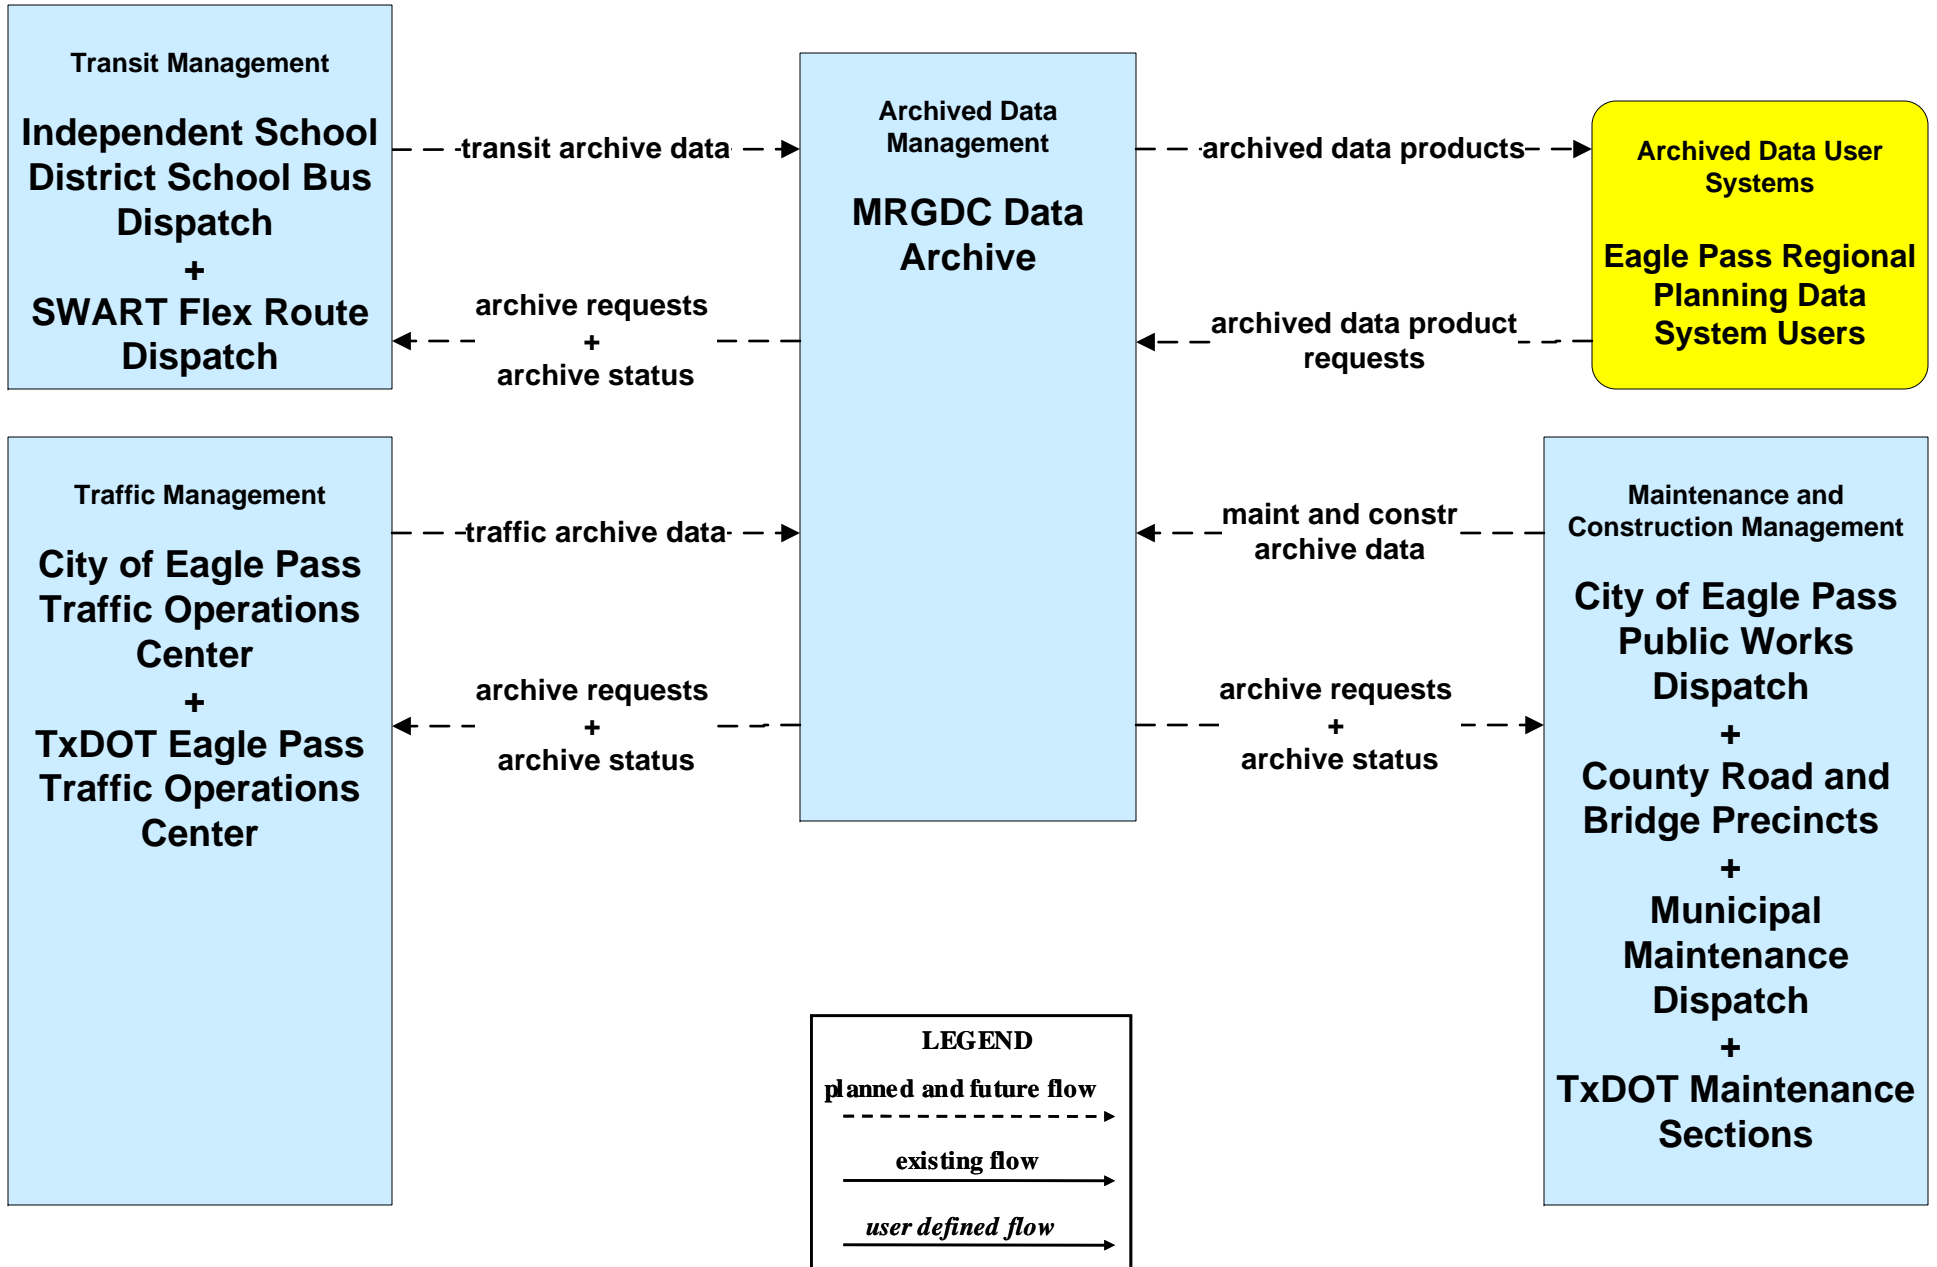 Transit Management
Independent School
District School Bus
Dispatch
+
SWART Flex Route
Dispatch
transit archive data
archive requests
+
archive status
Archived Data
Management
MRGDC Data
Archive
archived data products
archived data product
requests
Archived Data User
Systems
Eagle Pass Regional
Planning Data
System Users
Traffic Management
City of Eagle Pass
Traffic Operations
Center
+
TxDOT Eagle Pass
Traffic Operations
Center
traffic archive data
archive requests
+
archive status
maint and constr
archive data
archive requests
+
archive status
Maintenance and
Construction Management
City of Eagle Pass
Public Works
Dispatch
+
County Road and
Bridge Precincts
+
Municipal
Maintenance
Dispatch
+
TxDOT Maintenance
Sections
LEGEND
planned and future flow
existing flow
user defined flow